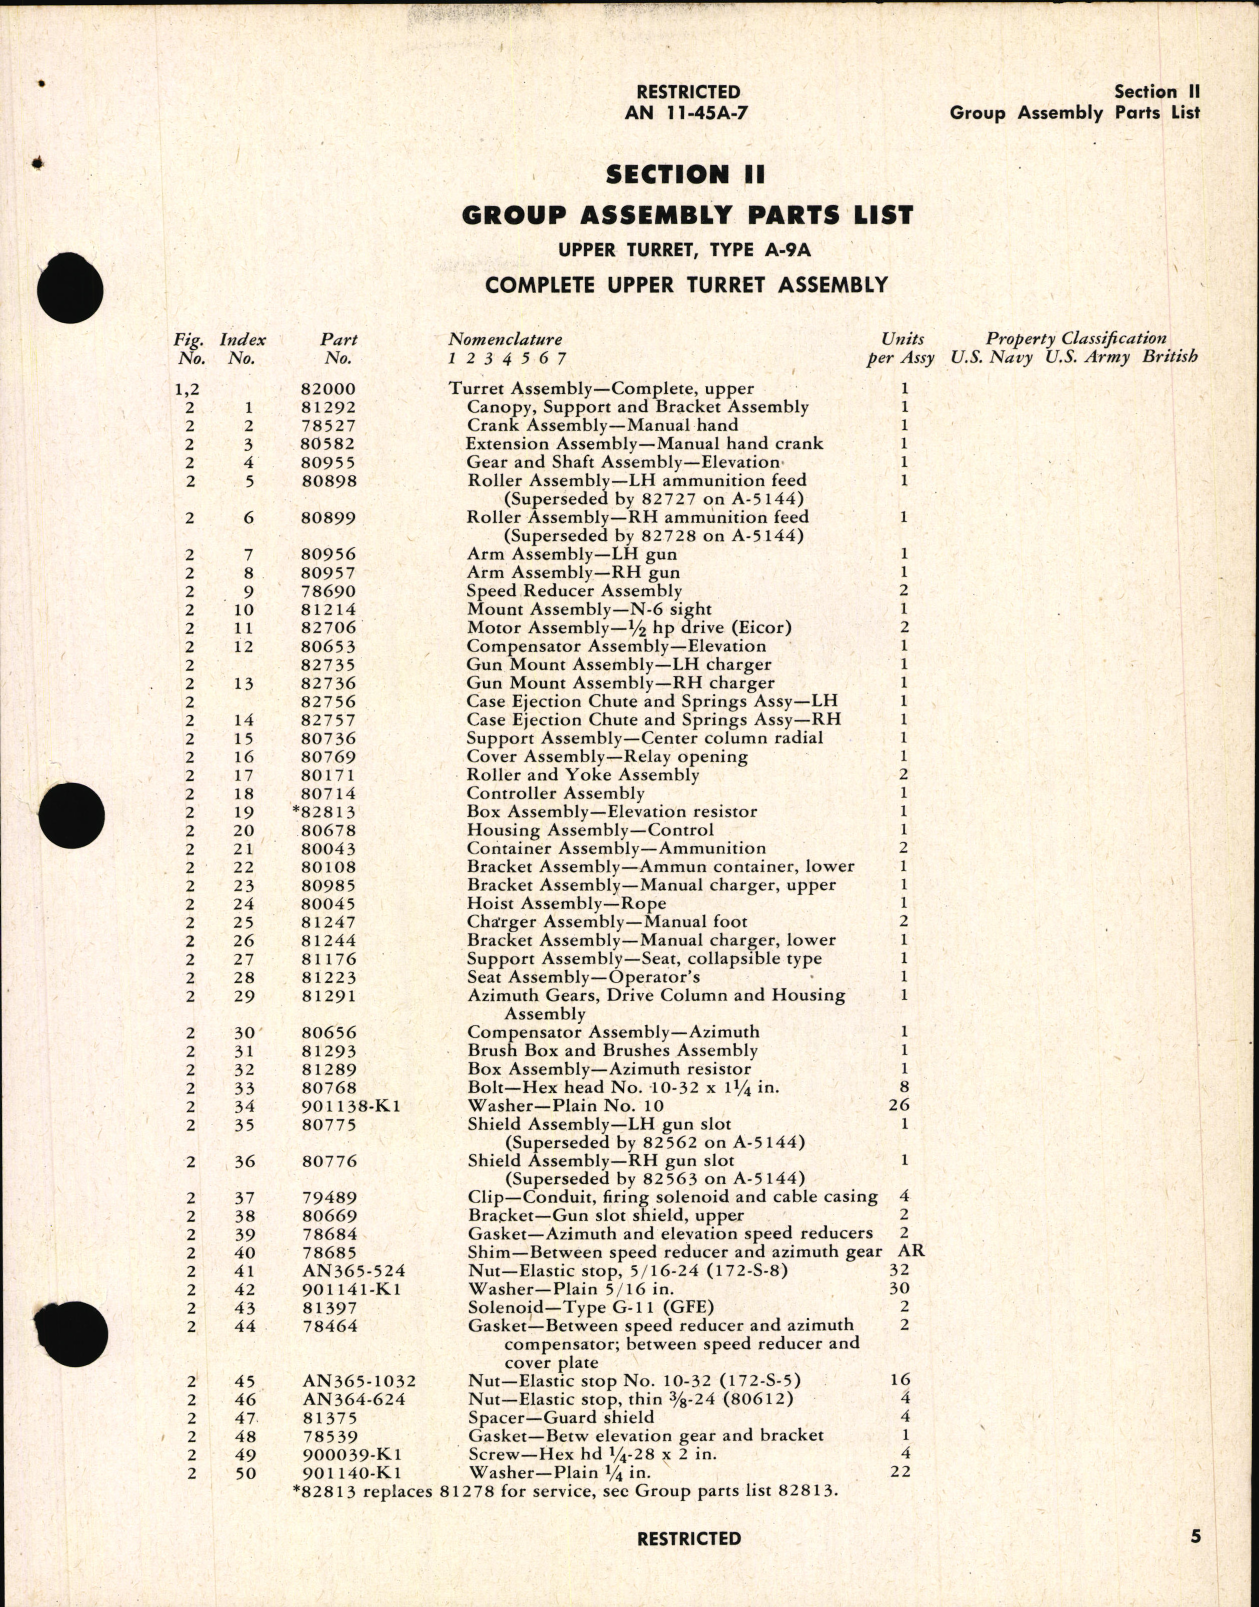 RESTRICTED Section II
AN 11-45A-7 Group Assembly Parts List
SECTION II
GROUP ASSEMBLY PARTS LIST
UPPER TURRET, TYPE A-9A
COMPLETE UPPER TURRET ASSEMBLY
Fig. Index Part Nomenclature Units Property Classification
No. No. No. 1 2 3 4 5 6 7 per Assy U.S. Navy U.S. Army British
1,2 82000 Turret Assembly—Complete, upper 1
2 1 81292 Canopy, Support and Bracket Assembly 1
2 2 78527 Crank Assembly—Manual hand 1
2 3 80582 Extension Assembly—Manual hand crank 1
2 4 80955 Gear and Shaft Assembly—Elevation 1
2 5 80898 Roller Assembly—LH ammunition feed 1
(Superseded by 82727 on A-5144)
2 6 80899 Roller Assembly—RH ammunition feed 1
(Superseded by 82728 on A-5144)
2 7 80956 Arm Assembly—LH gun 1
2 8 80957 Arm Assembly—RH gun 1
2 9 78690 Speed Reducer Assembly 2
2 10 81214 Mount Assembly—N-6 sight 1
2 11 82706 Motor Assembly—½ hp drive (Eicor) 2
2 12 80653 Compensator Assembly—Elevation 1
2 82735 Gun Mount Assembly—LH charger 1
2 13 82736 Gun Mount Assembly—RH charger 1
2 82756 Case Ejection Chute and Springs Assy—LH 1
2 14 82757 Case Ejection Chute and Springs Assy—RH 1
2 15 80736 Support Assembly—Center column radial 1
2 16 80769 Cover Assembly—Relay opening 1
2 17 80171 Roller and Yoke Assembly 2
2 18 80714 Controller Assembly 1
2 19 *82813 Box Assembly—Elevation resistor 1
2 20 80678 Housing Assembly—Control 1
2 21 80043 Container Assembly—Ammunition 2
2 22 80108 Bracket Assembly—Ammun container, lower 1
2 23 80985 Bracket Assembly—Manual charger, upper 1
2 24 80045 Hoist Assembly—Rope 1
2 25 81247 Charger Assembly—Manual foot 2
2 26 81244 Bracket Assembly—Manual charger, lower 1
2 27 81176 Support Assembly—Seat, collapsible type 1
2 28 81223 Seat Assembly—Operator's 1
2 29 81291 Azimuth Gears, Drive Column and Housing 1
Assembly
2 30 80656 Compensator Assembly—Azimuth 1
2 31 81293 Brush Box and Brushes Assembly 1
2 32 81289 Box Assembly—Azimuth resistor 1
2 33 80768 Bolt—Hex head No. 10-32 x 1¼ in. 8
2 34 901138-K1 Washer—Plain No. 10 26
2 35 80775 Shield Assembly—LH gun slot 1
(Superseded by 82562 on A-5144)
2 36 80776 Shield Assembly—RH gun slot 1
(Superseded by 82563 on A-5144)
2 37 79489 Clip—Conduit, firing solenoid and cable casing 4
2 38 80669 Bracket—Gun slot shield, upper 2
2 39 78684 Gasket—Azimuth and elevation speed reducers 2
2 40 78685 Shim—Between speed reducer and azimuth gear AR
2 41 AN365-524 Nut—Elastic stop, 5/16-24 (172-S-8) 32
2 42 901141-K1 Washer—Plain 5/16 in. 30
2 43 81397 Solenoid—Type G-11 (GFE) 2
2 44 78464 Gasket—Between speed reducer and azimuth 2
compensator; between speed reducer and
cover plate
2 45 AN365-1032 Nut—Elastic stop No. 10-32 (172-S-5) 16
2 46 AN364-624 Nut—Elastic stop, thin ⅜-24 (80612) 4
2 47 81375 Spacer—Guard shield 4
2 48 78539 Gasket—Betw elevation gear and bracket 1
2 49 900039-K1 Screw—Hex hd ¼-28 x 2 in. 4
2 50 901140-K1 Washer—Plain ¼ in. 22
*82813 replaces 81278 for service, see Group parts list 82813.
RESTRICTED 5